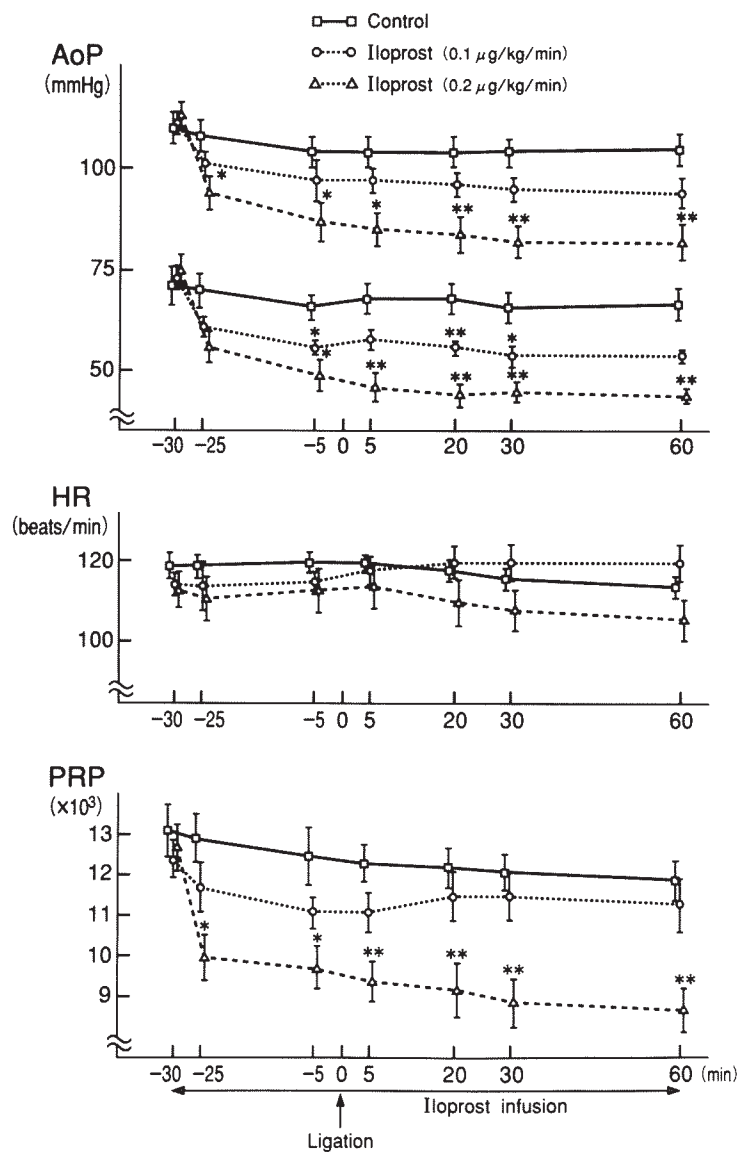 Control
Iloprost (0.1 μg/kg/min)
Iloprost (0.2 μg/kg/min)
AoP
(mmHg)
100
*
*
*
**
**
**
75
*
*
**
**
**
*
**
**
50
-30 -25 -5 0 5 20 30 60
HR
(beats/min)
120
100
-30 -25 -5 0 5 20 30 60
PRP
(×10³)
13
12
11
10
9
*
*
**
**
**
**
-30 -25 -5 0 5 20 30 60 (min)
Iloprost infusion
Ligation